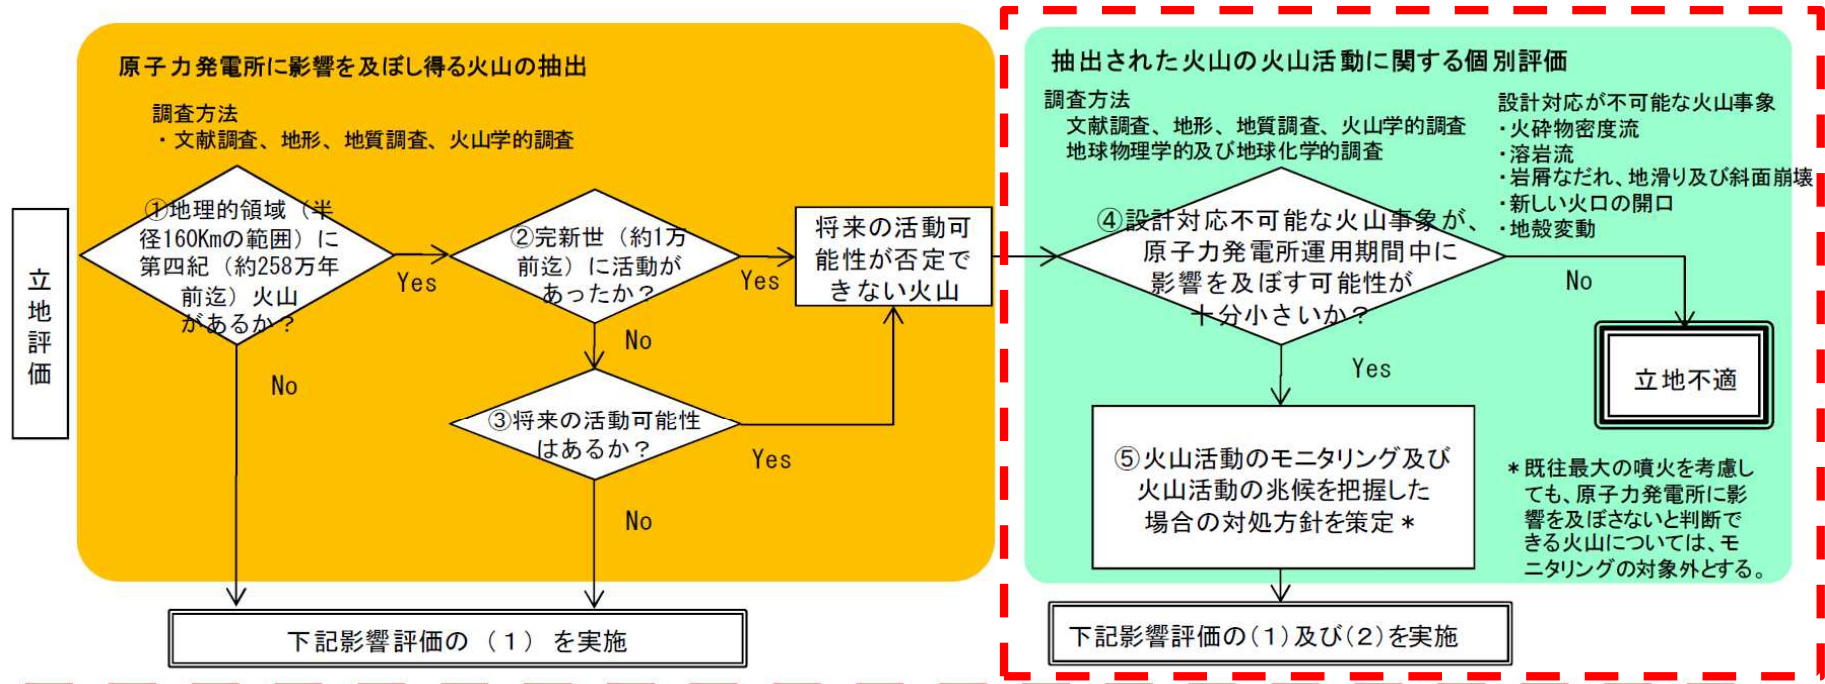 立地評価
原子力発電所に影響を及ぼし得る火山の抽出
調査方法
・文献調査、地形、地質調査、火山学的調査
①地理的領域（半
径160Kmの範囲）に
第四紀（約258万年
前迄）火山
があるか？
Yes
No
②完新世（約1万
前迄）に活動が
あったか？
Yes
No
③将来の活動可能性
はあるか？
Yes
No
将来の活動可
能性が否定で
きない火山
下記影響評価の（１）を実施
抽出された火山の火山活動に関する個別評価
調査方法
文献調査、地形、地質調査、火山学的調査
地球物理学的及び地球化学的調査
設計対応が不可能な火山事象
・火砕物密度流
・溶岩流
・岩屑なだれ、地滑り及び斜面崩壊
・新しい火口の開口
・地殻変動
④設計対応不可能な火山事象が、
原子力発電所運用期間中に
影響を及ぼす可能性が
十分小さいか？
No
Yes
立地不適
⑤火山活動のモニタリング及び
火山活動の兆候を把握した
場合の対処方針を策定＊
＊既往最大の噴火を考慮し
ても、原子力発電所に影
響を及ぼさないと判断で
きる火山については、モ
ニタリングの対象外とする。
下記影響評価の(１)及び(２)を実施